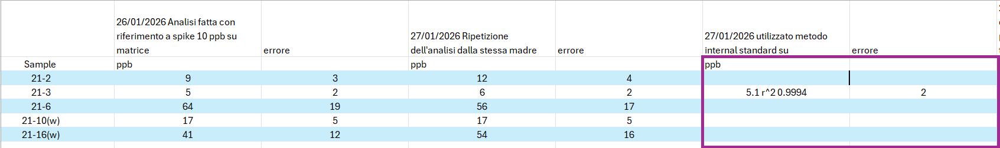 26/01/2026 Analisi fatta con
riferimento a spike 10 ppb su
matrice
errore
27/01/2026 Ripetizione
dell'analisi dalla stessa madre
errore
27/01/2026 utilizzato metodo
internal standard su
errore
Sample ppb ppb ppb
21-2 9 3 12 4
21-3 5 2 6 2 5.1 r^2 0.9994 2
21-6 64 19 56 17
21-10(w) 17 5 17 5
21-16(w) 41 12 54 16